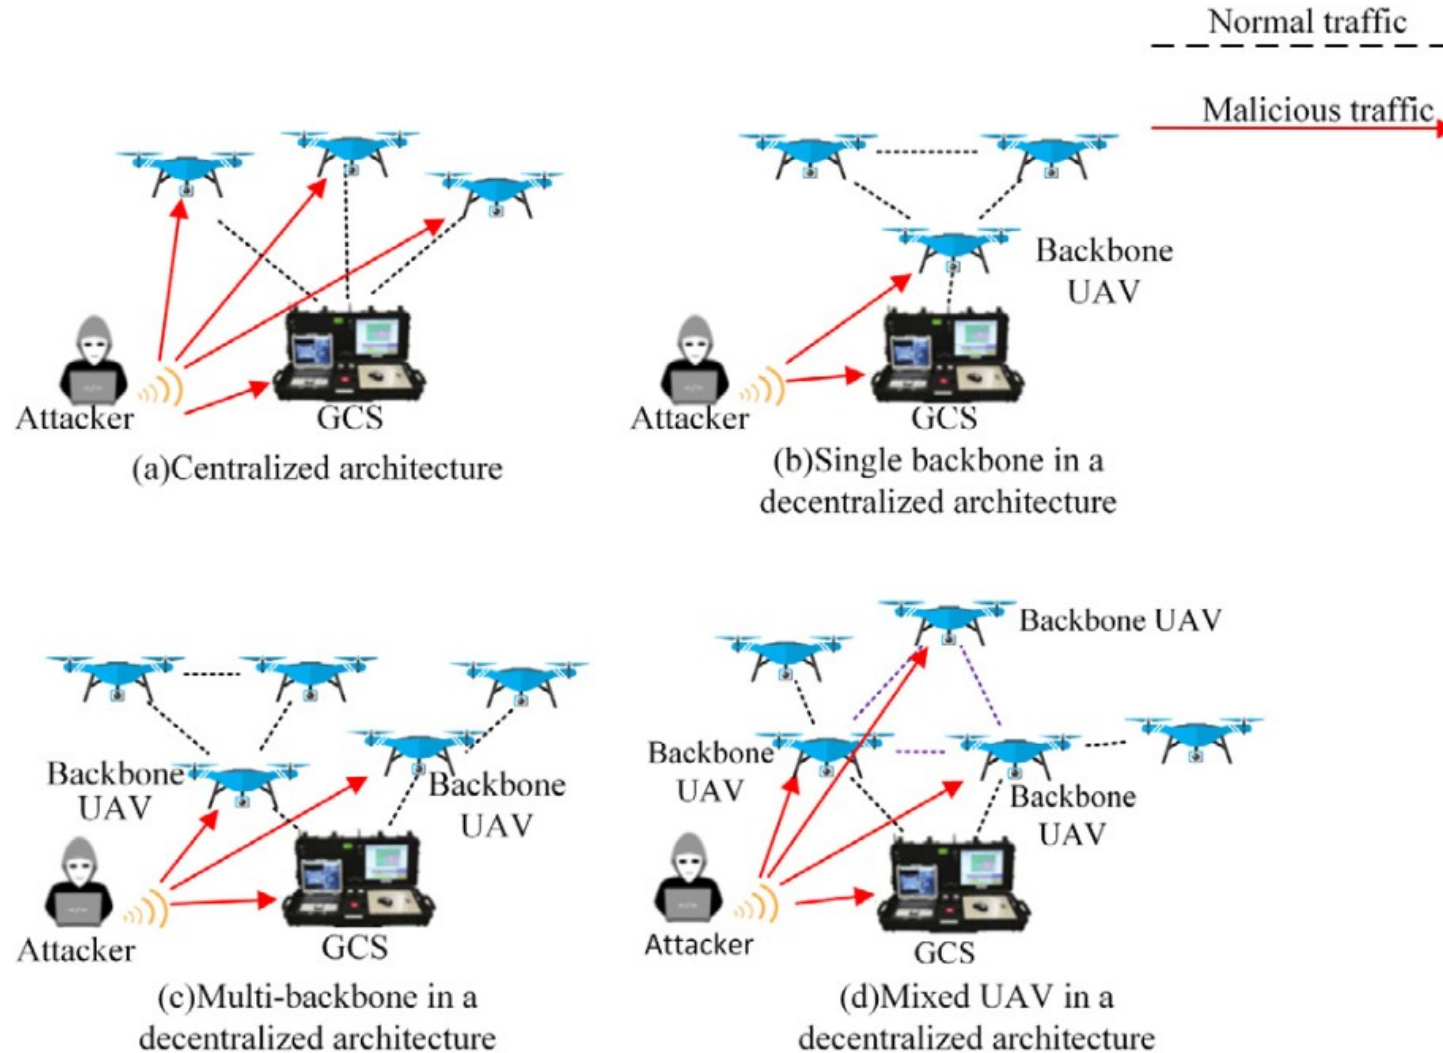 Normal traffic
Malicious traffic
Backbone
UAV
Attacker
GCS
(a)Centralized architecture
Attacker
GCS
(b)Single backbone in a
decentralized architecture
Backbone
UAV
Backbone
UAV
Attacker
GCS
(c)Multi-backbone in a
decentralized architecture
Backbone UAV
Backbone
UAV
Backbone
UAV
Attacker
GCS
(d)Mixed UAV in a
decentralized architecture